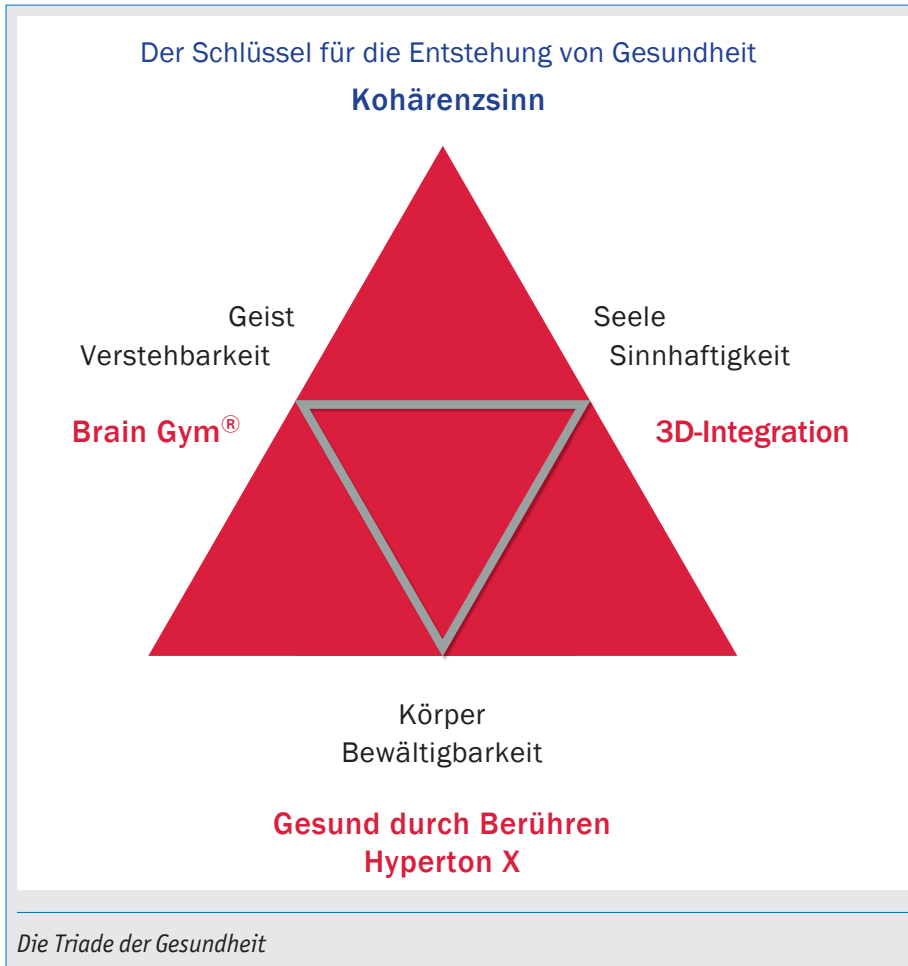 Der Schlüssel für die Entstehung von Gesundheit
Kohärenzsinn
Geist
Verstehbarkeit
Brain Gym®
Seele
Sinnhaftigkeit
3D-Integration
Körper
Bewältigbarkeit
Gesund durch Berühren
Hyperton X
Die Triade der Gesundheit